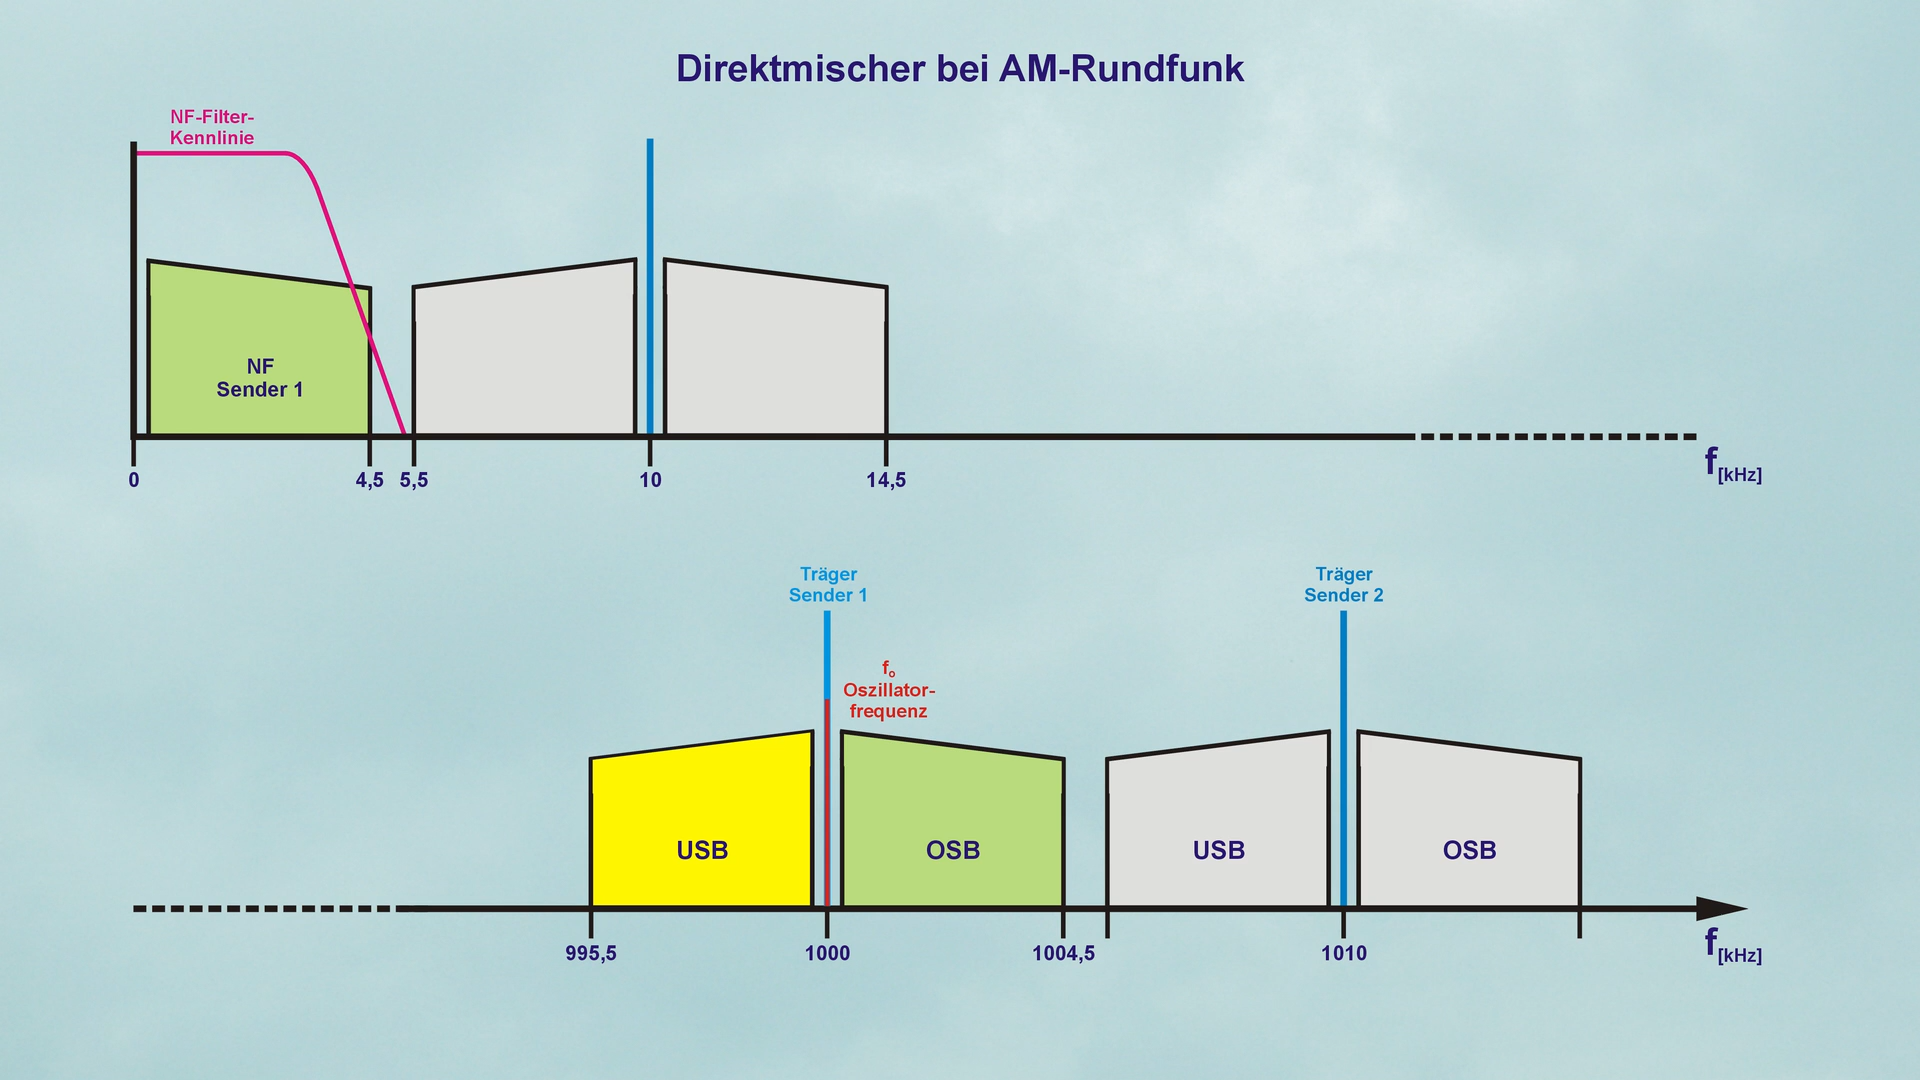 Direktmischer bei AM-Rundfunk
NF-Filter-
Kennlinie
NF
Sender 1
0
4,5
5,5
10
14,5
f[kHz]
Träger
Sender 1
Träger
Sender 2
fo
Oszillator-
frequenz
USB
OSB
USB
OSB
995,5
1000
1004,5
1010
f[kHz]